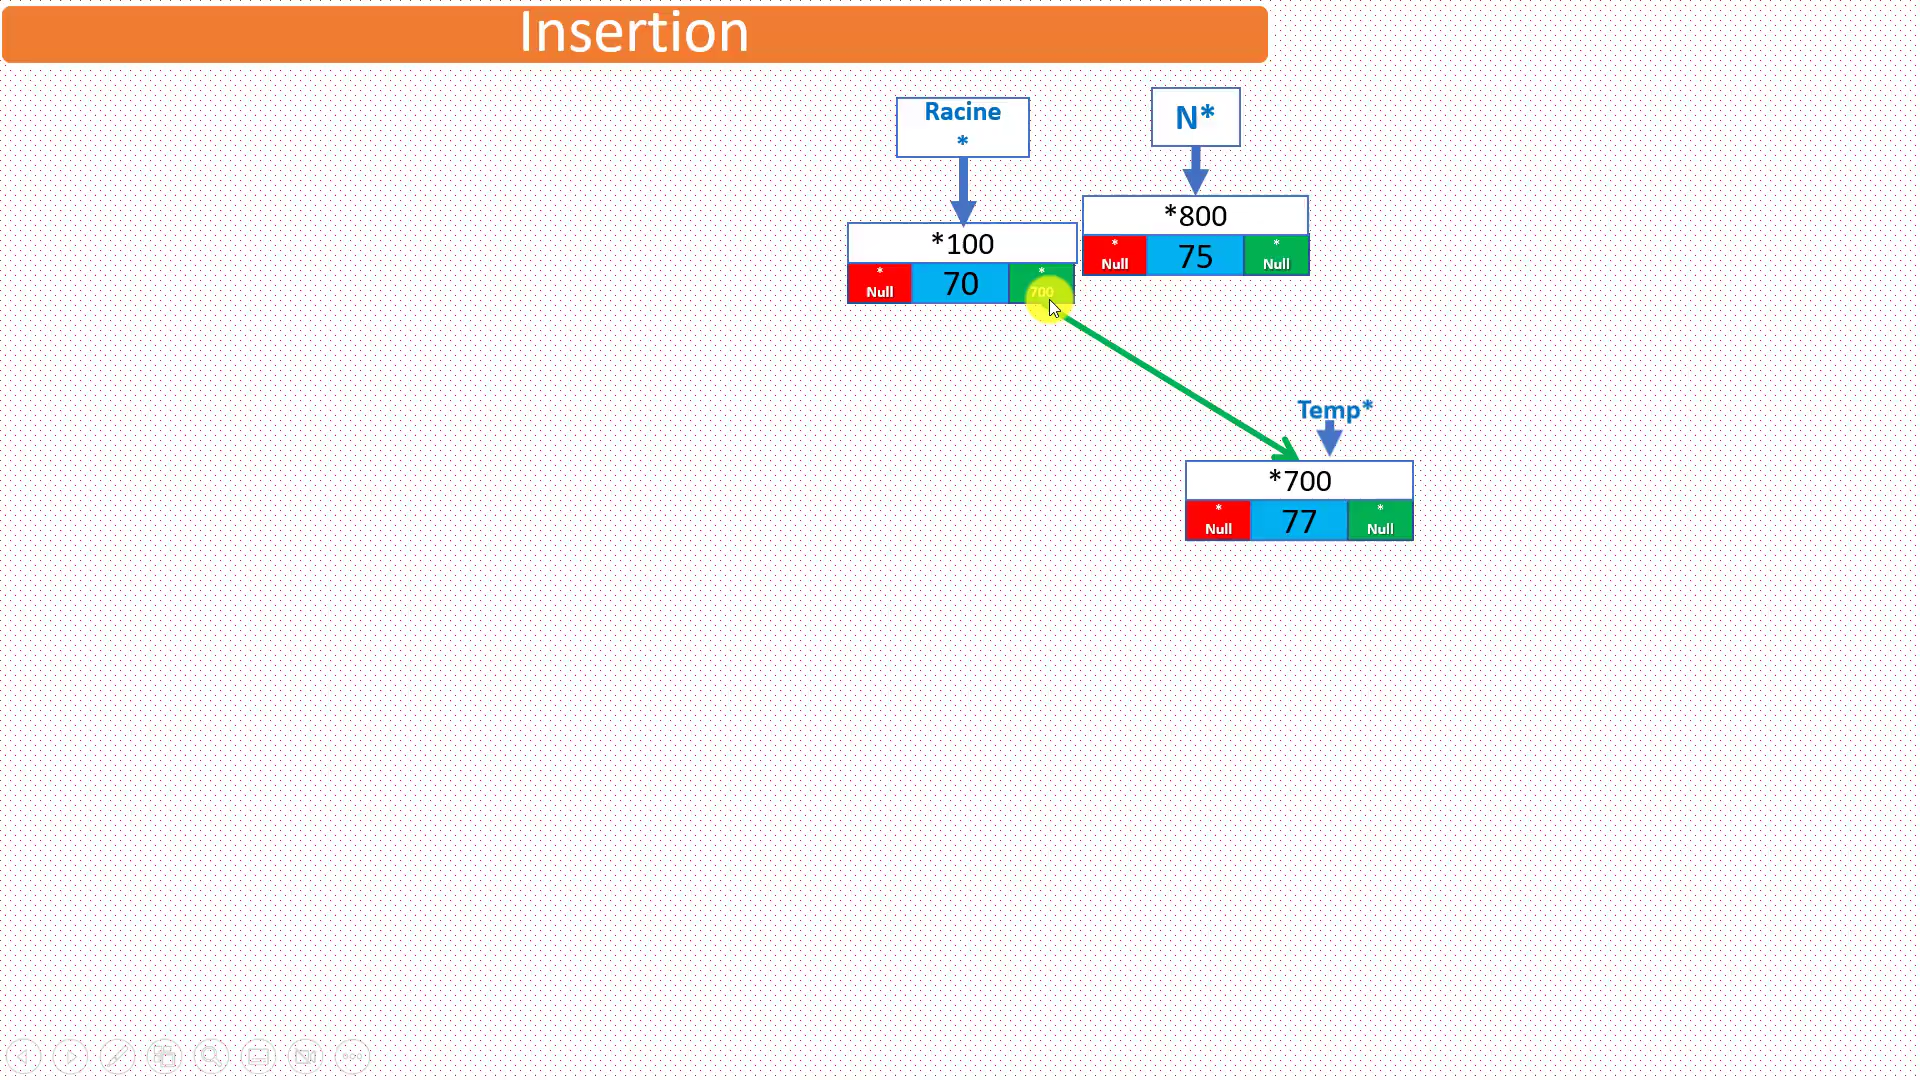 Insertion
Racine
*
N*
*800
*
Null
75
*
Null
*100
*
Null
70
*
700
Temp*
*700
*
Null
77
*
Null